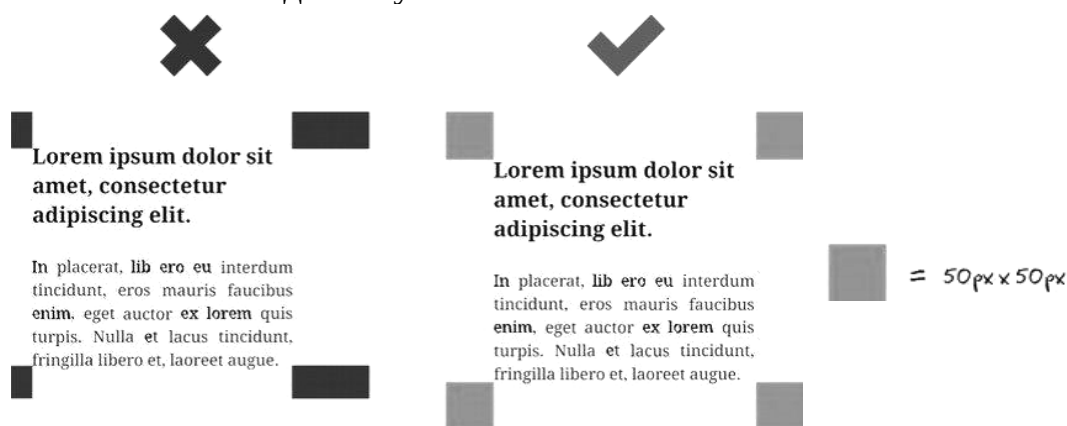 Lorem ipsum dolor sit
amet, consectetur
adipiscing elit.
In placerat, lib ero eu interdum
tincidunt, eros mauris faucibus
enim, eget auctor ex lorem quis
turpis. Nulla et lacus tincidunt,
fringilla libero et, laoreet augue.
Lorem ipsum dolor sit
amet, consectetur
adipiscing elit.
In placerat, lib ero eu interdum
tincidunt, eros mauris faucibus
enim, eget auctor ex lorem quis
turpis. Nulla et lacus tincidunt,
fringilla libero et, laoreet augue.
= 50px x 50px